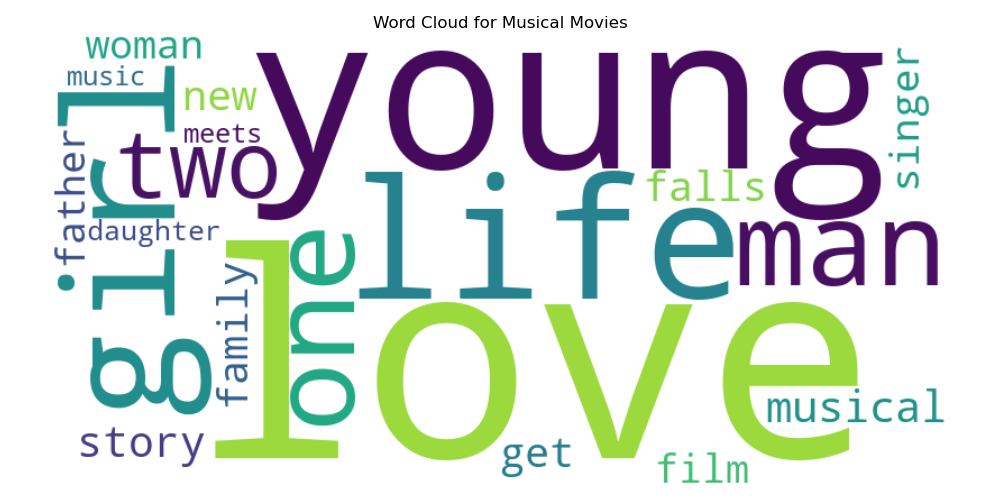 Word Cloud for Musical Movies
woman
music
new
meets
two
young
singer
girl
father
daughter
life
falls
man
family
one
love
musical
story
get
film